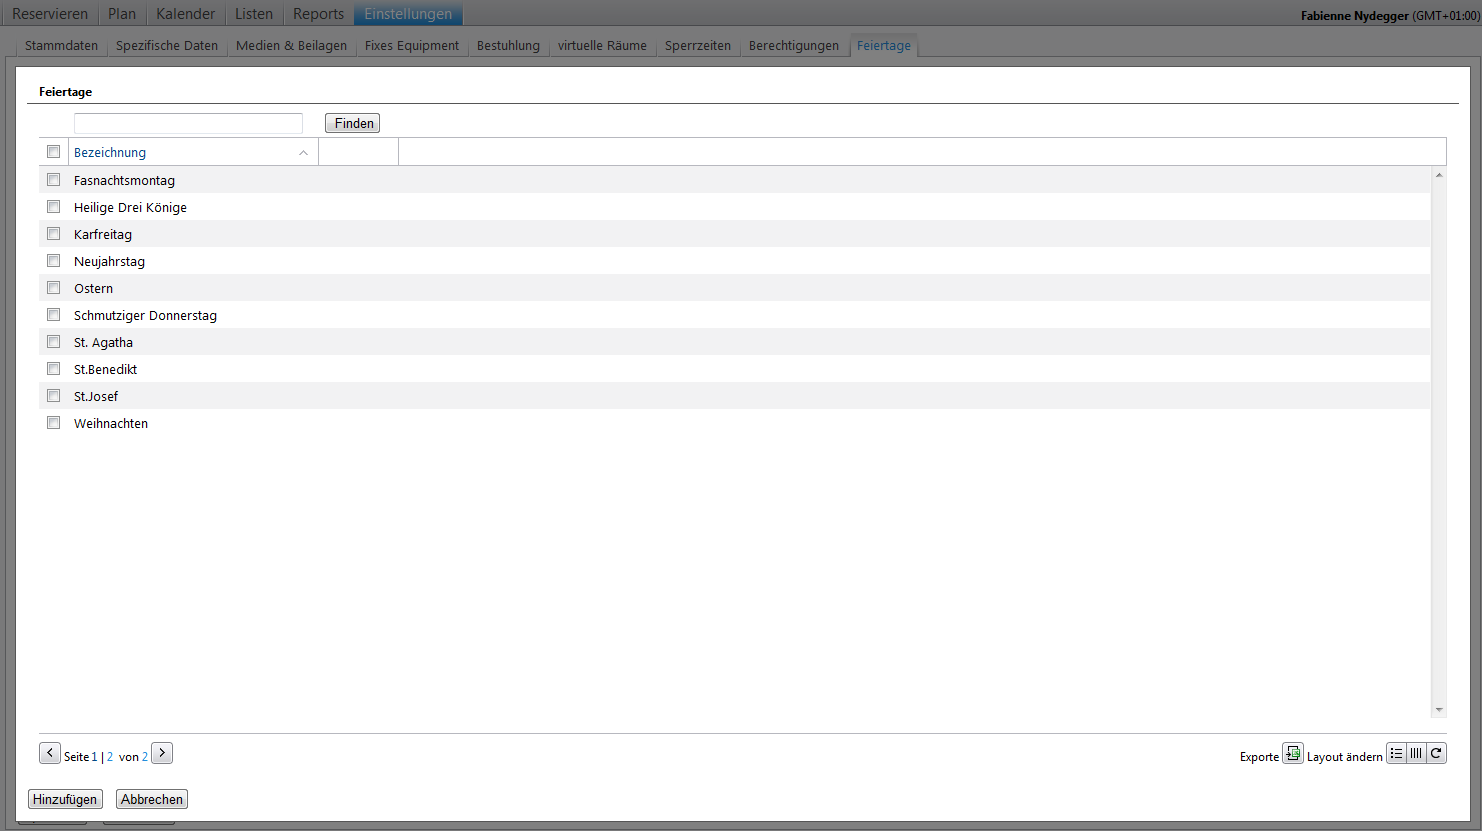 Reservieren Plan Kalender Listen Reports Einstellungen Fabienne Nydegger (GMT+01:00)
Stammdaten Spezifische Daten Medien & Beilagen Fixes Equipment Bestuhlung virtuelle Räume Sperrzeiten Berechtigungen Feiertage
Feiertage
Finden
Bezeichnung
Fasnachtsmontag
Heilige Drei Könige
Karfreitag
Neujahrstag
Ostern
Schmutziger Donnerstag
St. Agatha
St.Benedikt
St.Josef
Weihnachten
< Seite 1 | 2 von 2 > Exporte Layout ändern
Hinzufügen Abbrechen